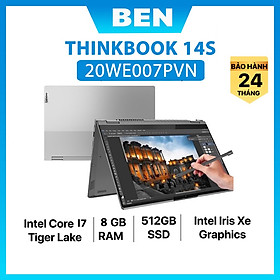 BEN
THINKBOOK 14S
20WE007PVN
BẢO HÀNH
24
THÁNG
Intel Core I7
Tiger Lake
8 GB
RAM
512GB
SSD
Intel Iris Xe
Graphics